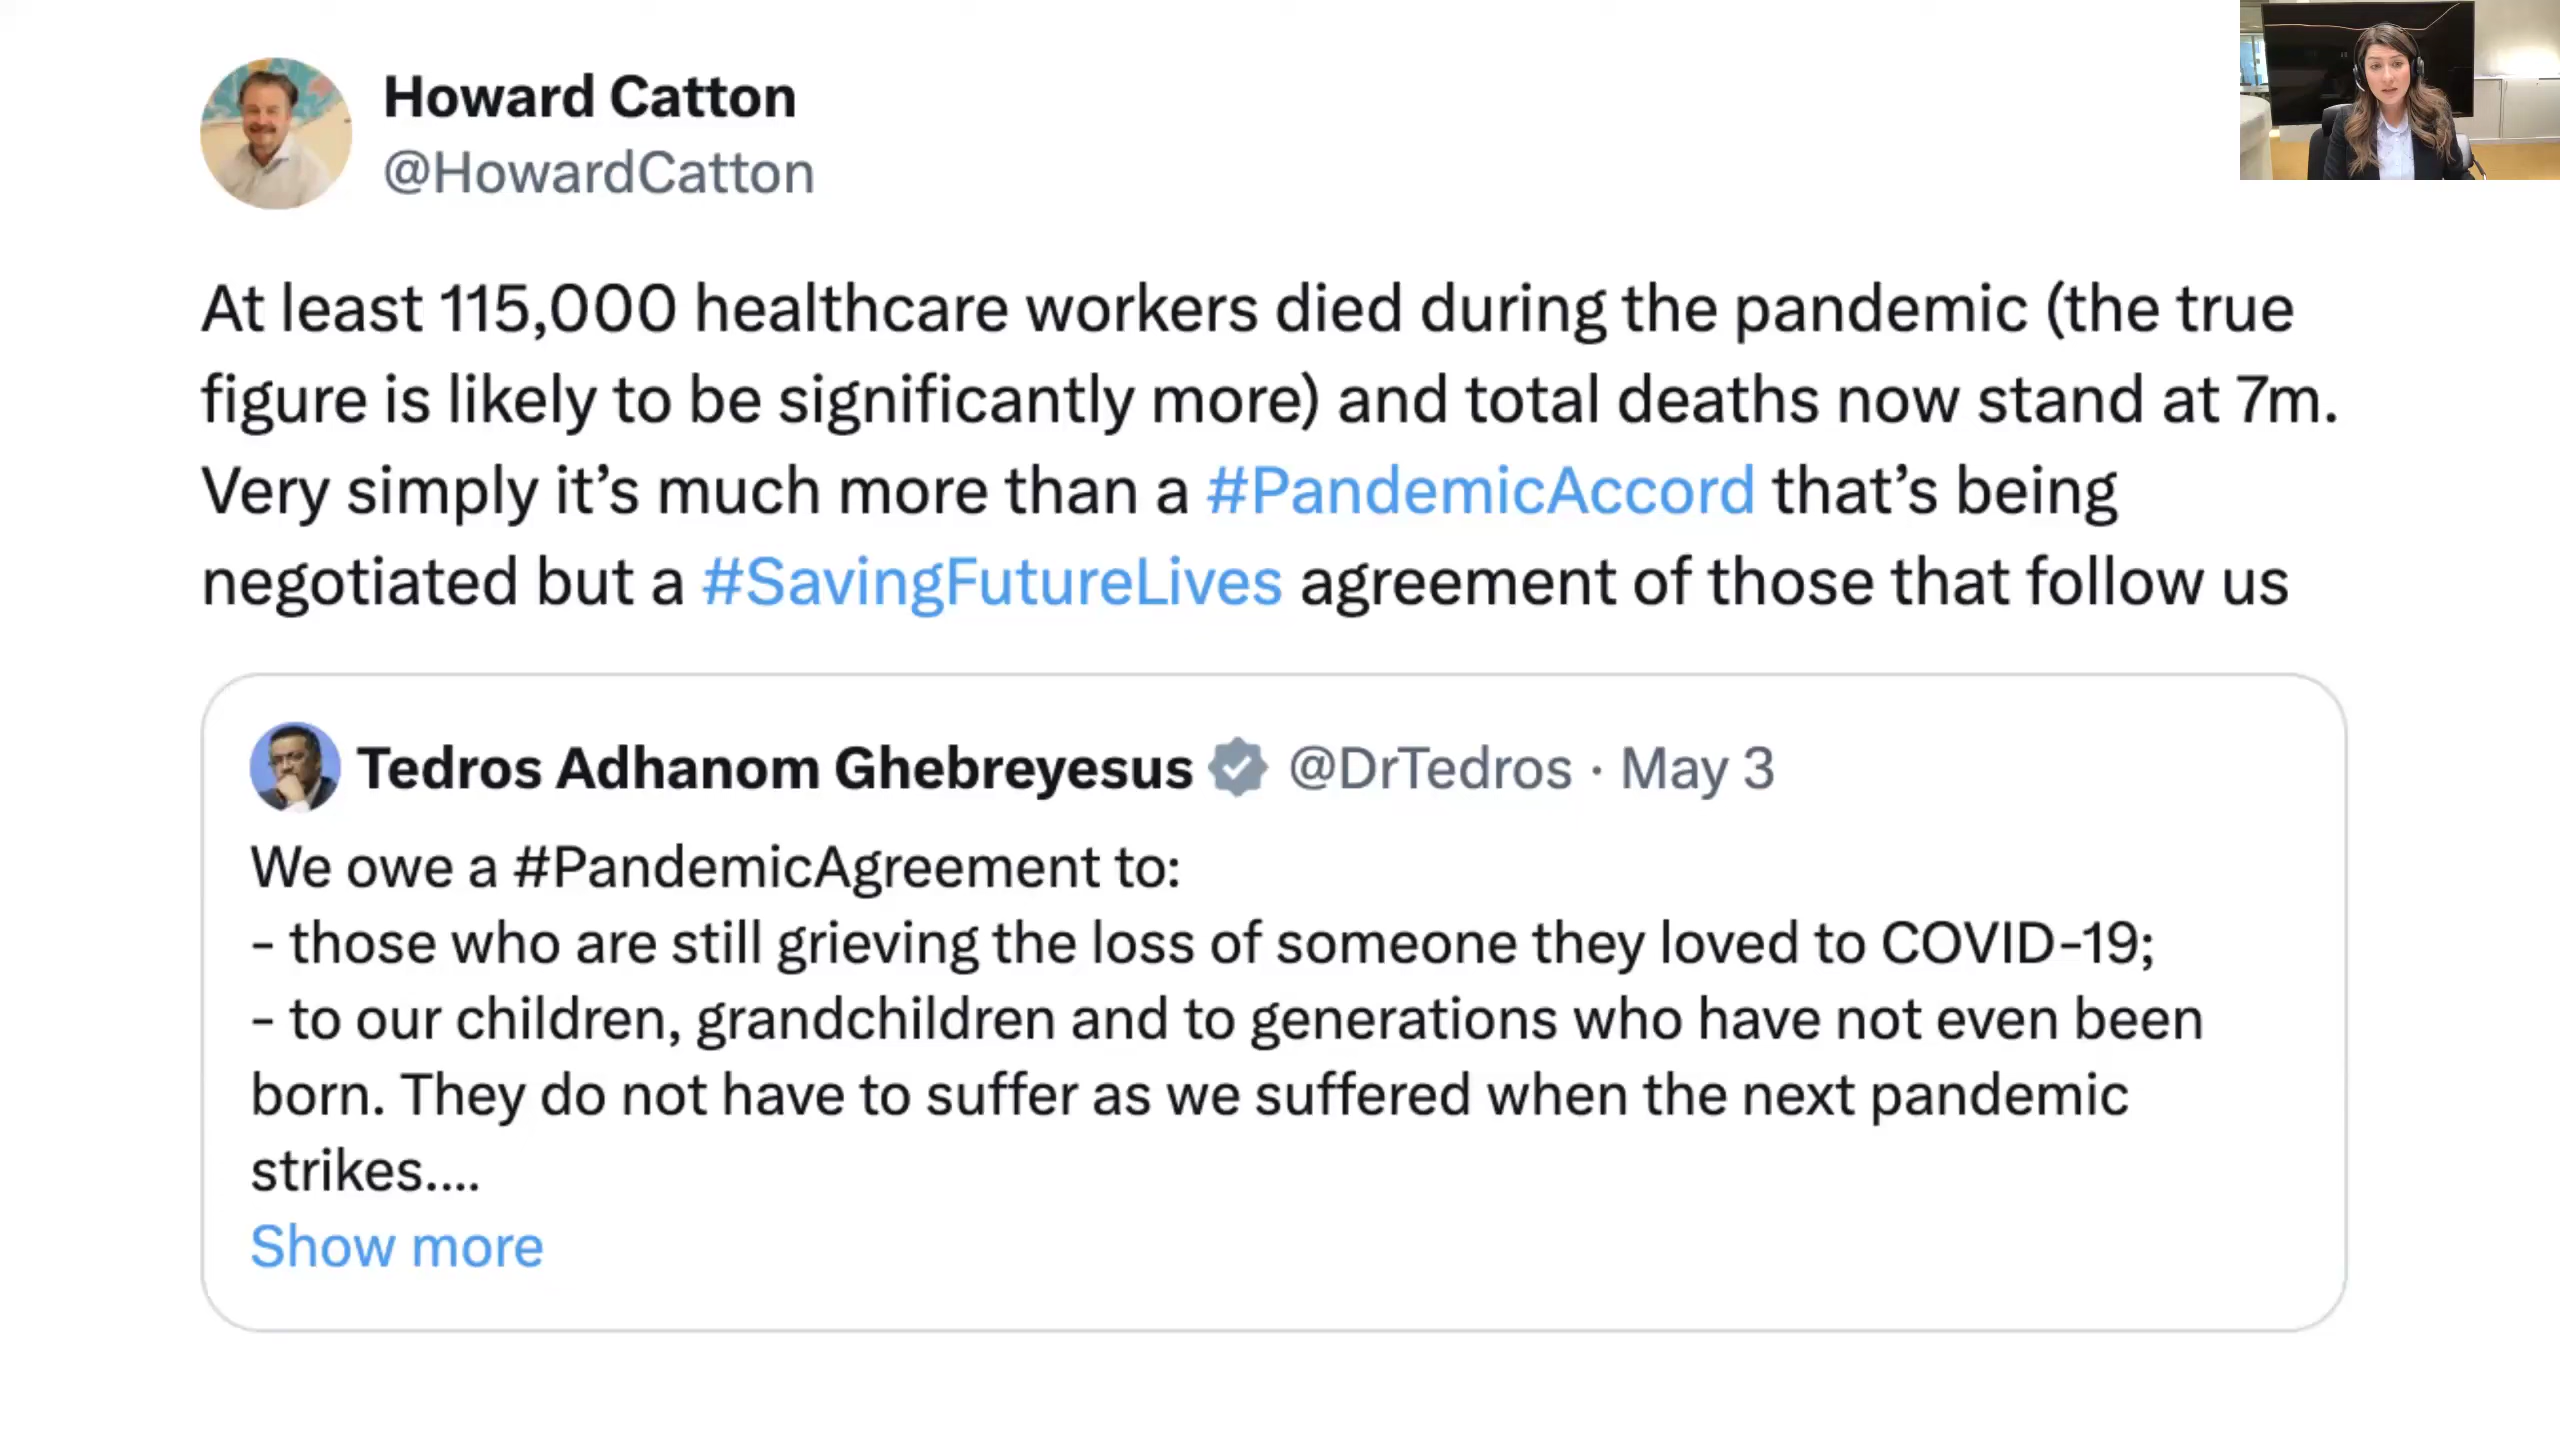 Howard Catton
@HowardCatton
At least 115,000 healthcare workers died during the pandemic (the true
figure is likely to be significantly more) and total deaths now stand at 7m.
Very simply it’s much more than a #PandemicAccord that’s being
negotiated but a #SavingFutureLives agreement of those that follow us
Tedros Adhanom Ghebreyesus @DrTedros · May 3
We owe a #PandemicAgreement to:
- those who are still grieving the loss of someone they loved to COVID-19;
- to our children, grandchildren and to generations who have not even been
born. They do not have to suffer as we suffered when the next pandemic
strikes....
Show more